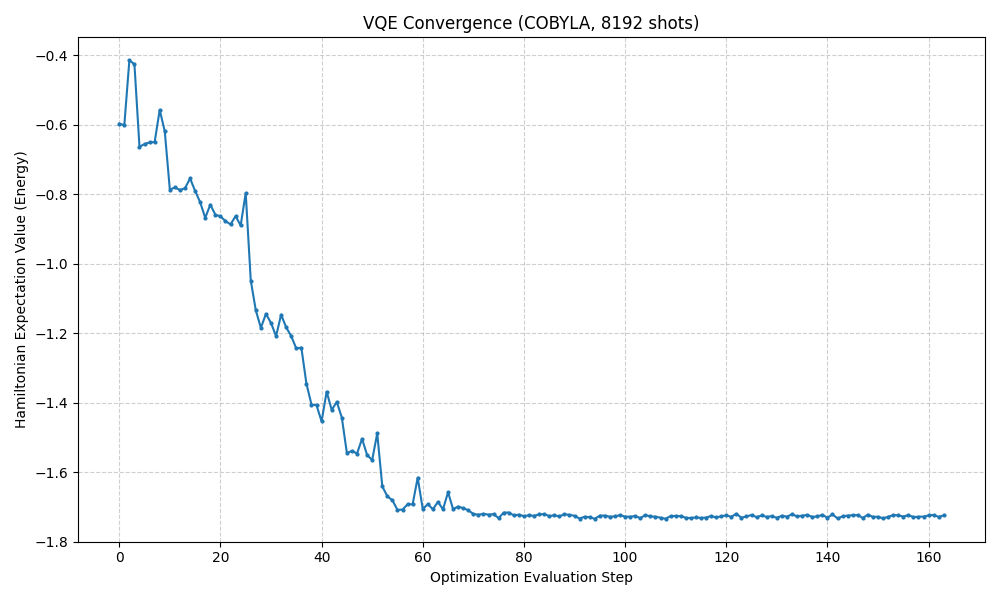 VQE Convergence (COBYLA, 8192 shots)
Hamiltonian Expectation Value (Energy)
−0.4
−0.6
−0.8
−1.0
−1.2
−1.4
−1.6
−1.8
0 20 40 60 80 100 120 140 160
Optimization Evaluation Step